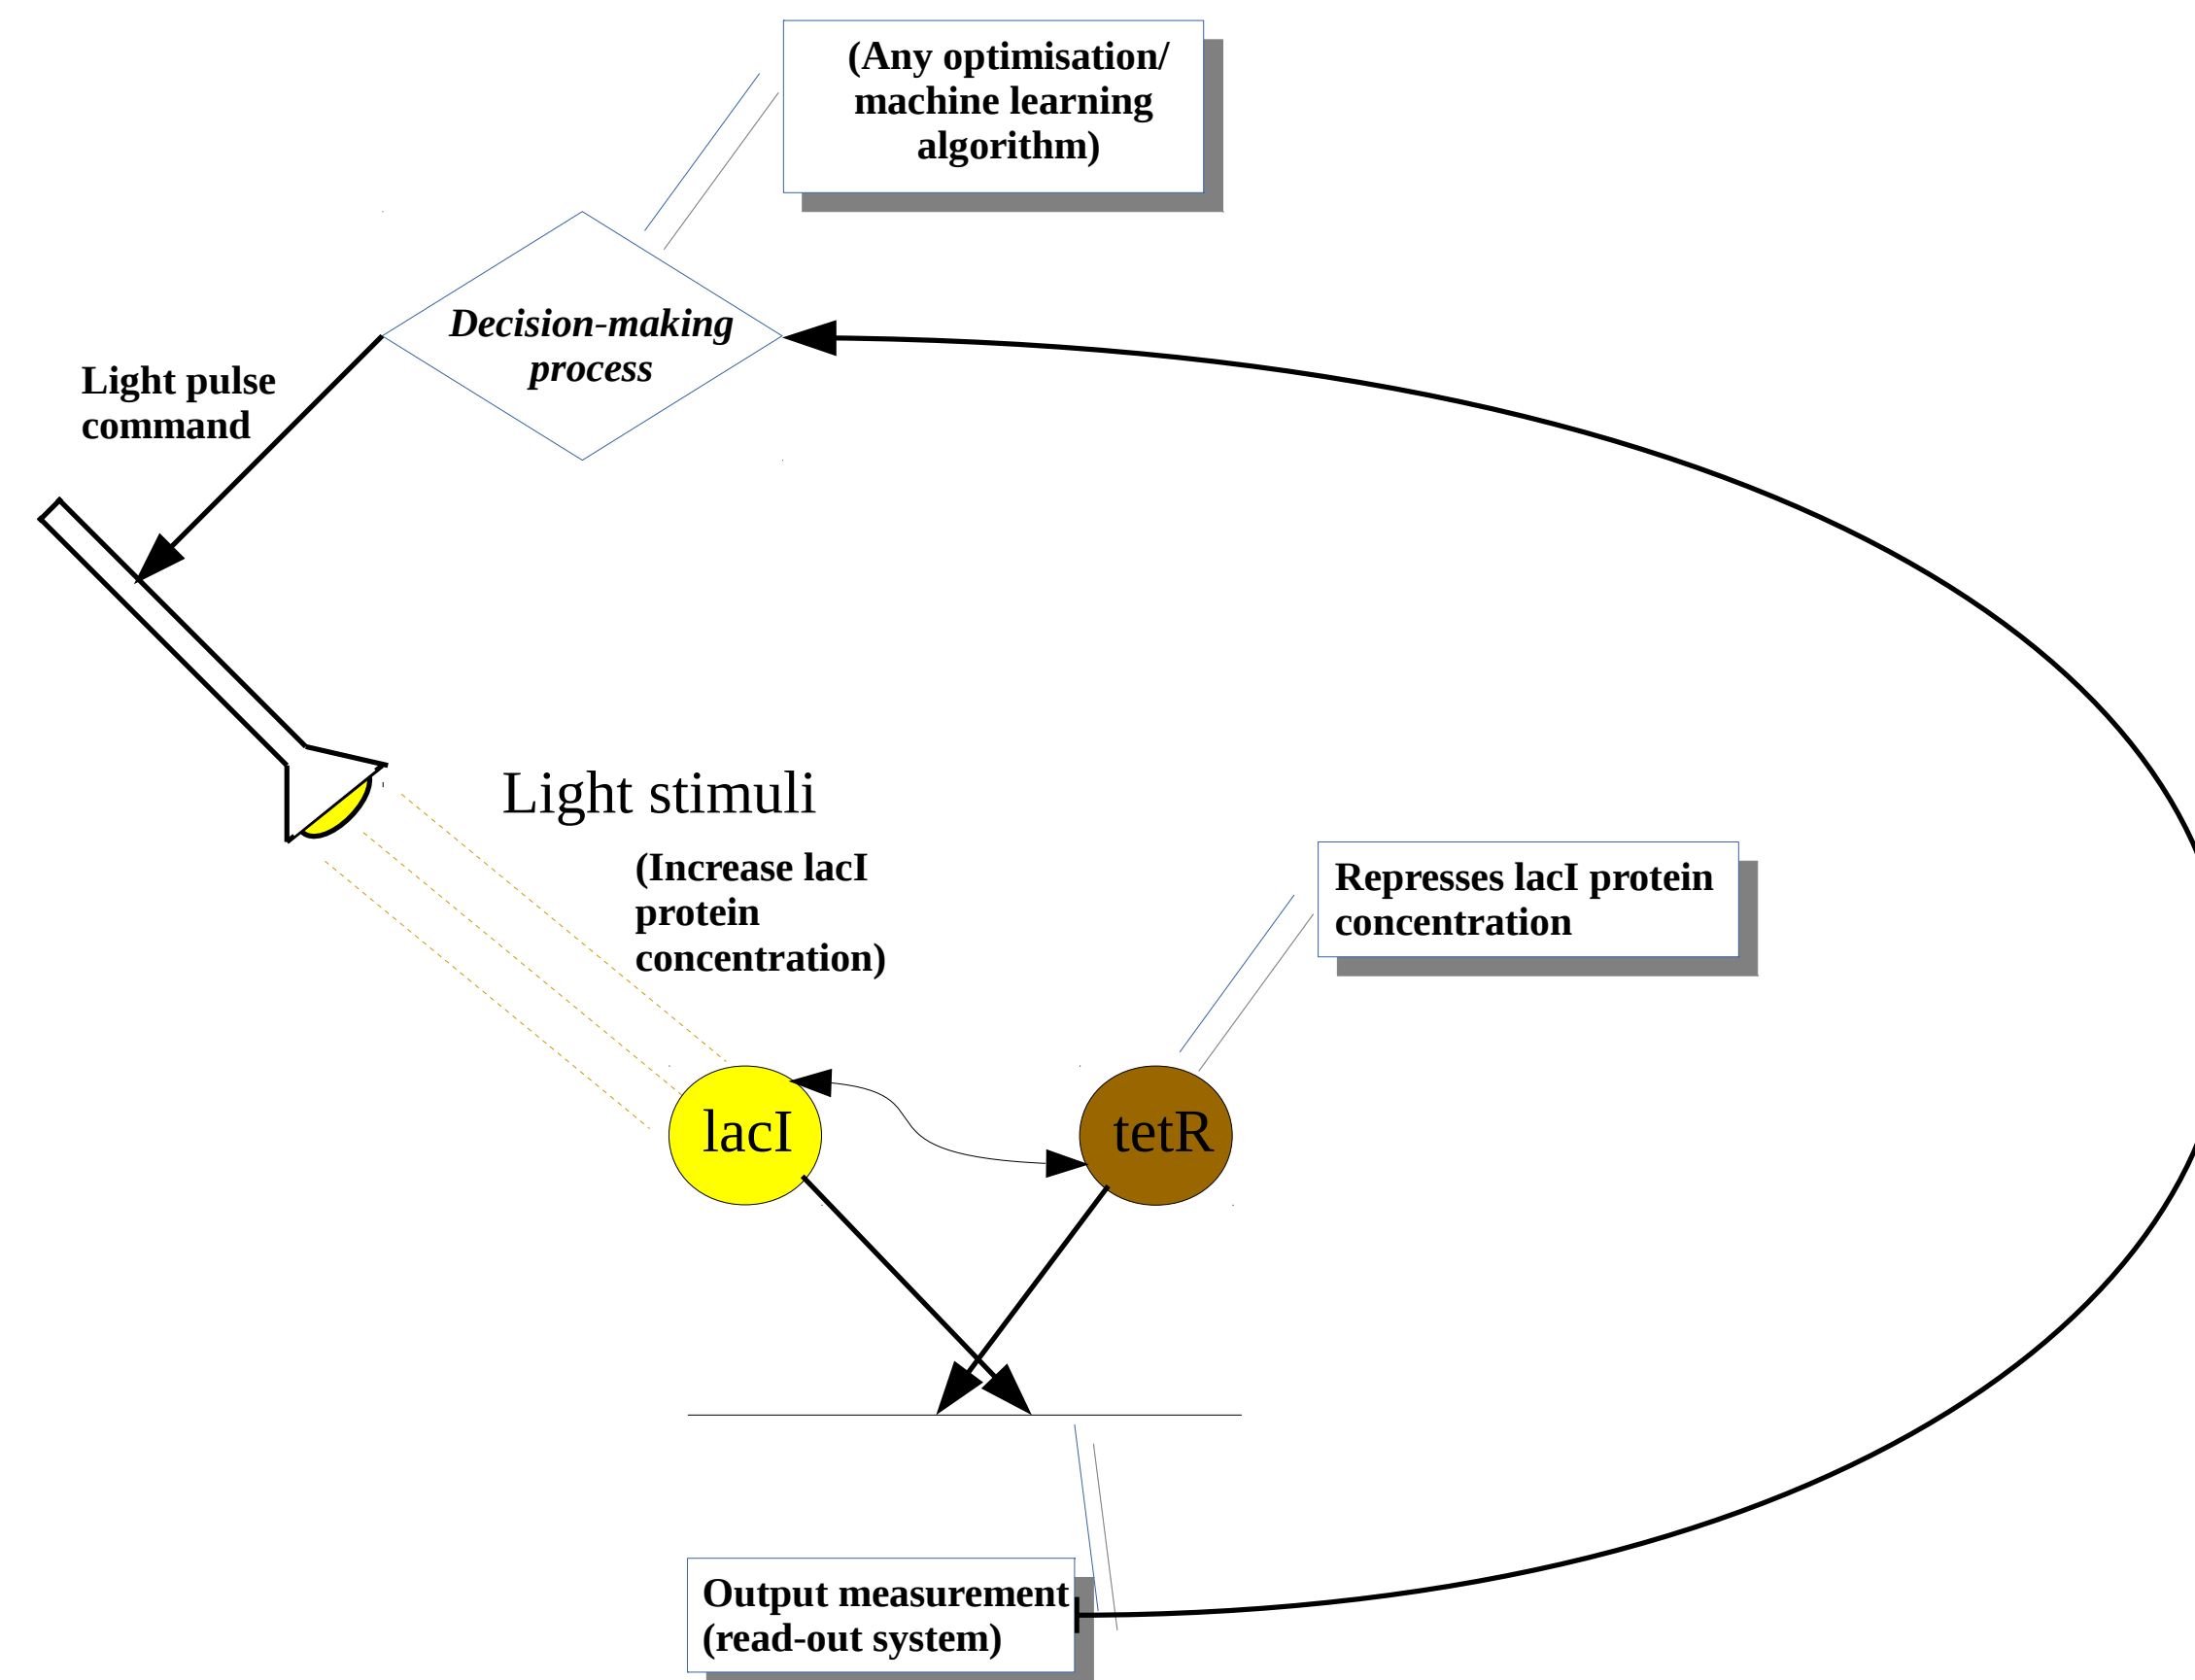 (Any optimisation/
machine learning
algorithm)
Decision-making
process
Light pulse
command
Light stimuli
(Increase lacI
protein
concentration)
Represses lacI protein
concentration
lacI
tetR
Output measurement
(read-out system)